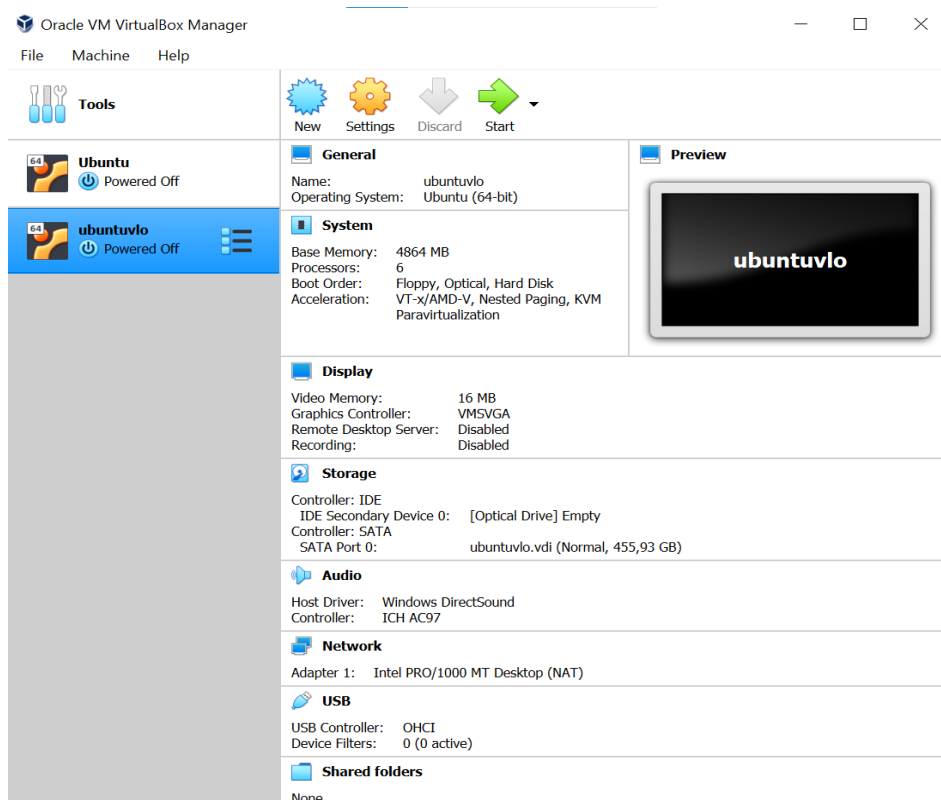 Oracle VM VirtualBox Manager
File Machine Help
Tools
New Settings Discard Start
64
Ubuntu
Powered Off
64
ubuntuvlo
Powered Off
General
Name: ubuntuvlo
Operating System: Ubuntu (64-bit)
System
Base Memory: 4864 MB
Processors: 6
Boot Order: Floppy, Optical, Hard Disk
Acceleration: VT-x/AMD-V, Nested Paging, KVM
Paravirtualization
Preview
ubuntuvlo
Display
Video Memory: 16 MB
Graphics Controller: VMSVGA
Remote Desktop Server: Disabled
Recording: Disabled
Storage
Controller: IDE
IDE Secondary Device 0: [Optical Drive] Empty
Controller: SATA
SATA Port 0: ubuntuvlo.vdi (Normal, 455,93 GB)
Audio
Host Driver: Windows DirectSound
Controller: ICH AC97
Network
Adapter 1: Intel PRO/1000 MT Desktop (NAT)
USB
USB Controller: OHCI
Device Filters: 0 (0 active)
Shared folders
None